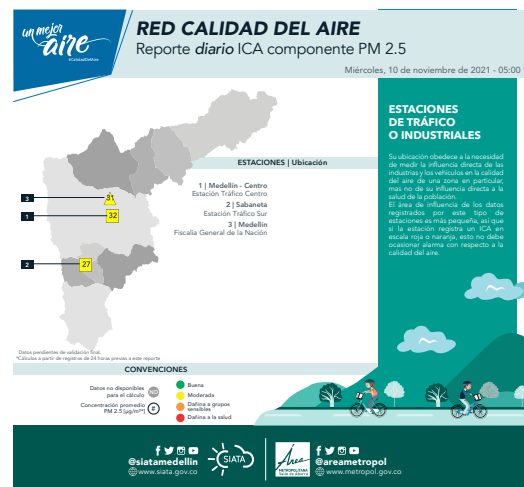 un mejor
aire
#CalidadDelAire
RED CALIDAD DEL AIRE
Reporte diario ICA componente PM 2.5
Miércoles, 10 de noviembre de 2021 - 05:00
ESTACIONES | Ubicación
1 | Medellín - Centro
Estación Tráfico Centro
2 | Sabaneta
Estación Tráfico Sur
3 | Medellín
Fiscalía General de la Nación
3
31
1
32
2
27
ESTACIONES
DE TRÁFICO
O INDUSTRIALES
Su ubicación obedece a la necesidad
de medir la influencia directa de las
industrias y los vehículos en la calidad
del aire de una zona en particular,
mas no de su influencia directa a la
salud de la población.
El área de influencia de los datos
registrados por este tipo de
estaciones es más pequeña, así que
si la estación registra un ICA en
escala roja o naranja, esto no debe
ocasionar alarma con respecto a la
calidad del aire.
Datos pendientes de validación final.
*Cálculos a partir de registros de 24 horas previas a este reporte
CONVENCIONES
Datos no disponibles
para el cálculo
Concentración promedio
PM 2.5 [µg/m³*]
#
Buena
Moderada
Dañina a grupos
sensibles
Dañina a la salud
@siatamedellin
www.siata.gov.co
SIATA
Área
METROPOLITANA
Valle de Aburrá
@areametropol
www.metropol.gov.co